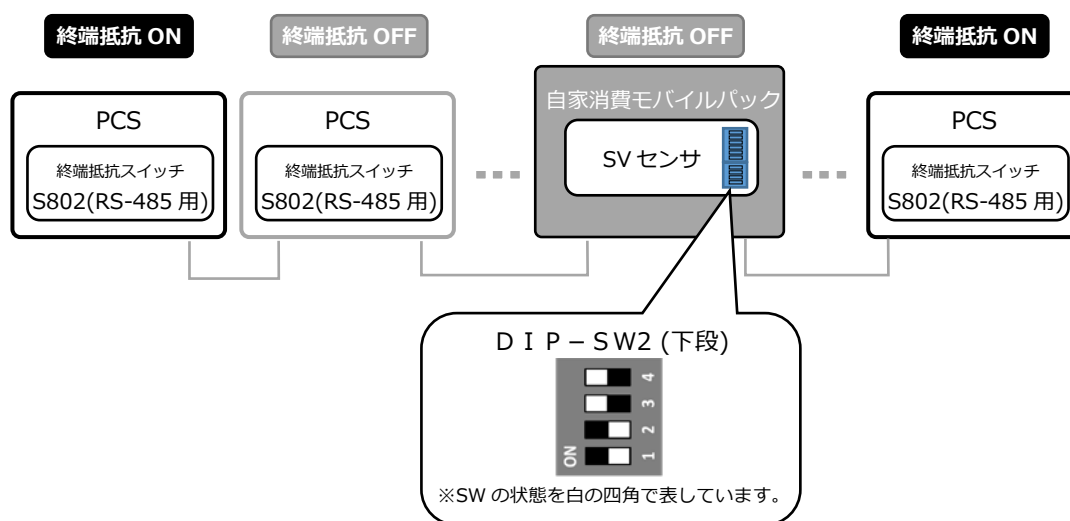 終端抵抗 ON
終端抵抗 OFF
終端抵抗 OFF
終端抵抗 ON
PCS
終端抵抗スイッチ
S802(RS-485 用)
PCS
終端抵抗スイッチ
S802(RS-485 用)
自家消費モバイルパック
SV センサ
PCS
終端抵抗スイッチ
S802(RS-485 用)
ＤＩＰ－ＳW2 (下段)
4
3
2
ON
1
※SW の状態を白の四角で表しています。